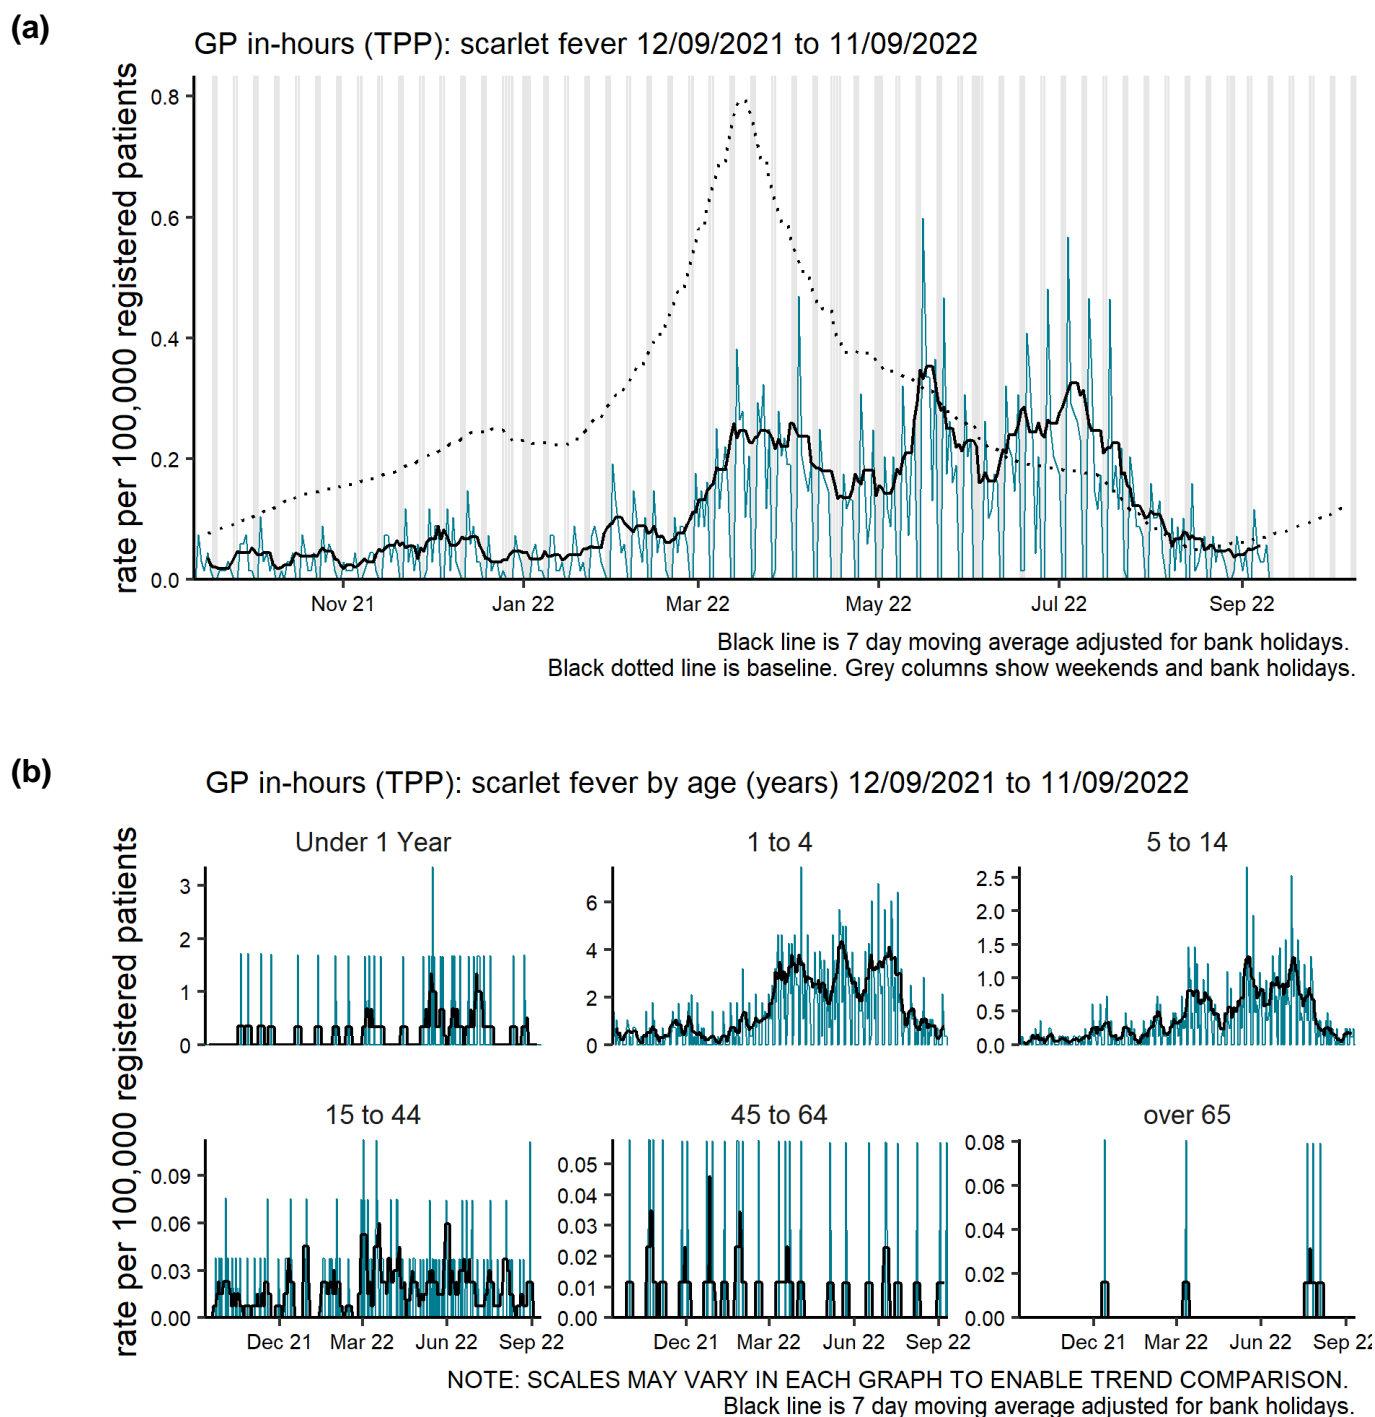 (a)
GP in-hours (TPP): scarlet fever 12/09/2021 to 11/09/2022
rate per 100,000 registered patients
0.8
0.6
0.4
0.2
0.0
Nov 21 Jan 22 Mar 22 May 22 Jul 22 Sep 22
Black line is 7 day moving average adjusted for bank holidays.
Black dotted line is baseline. Grey columns show weekends and bank holidays.
(b)
GP in-hours (TPP): scarlet fever by age (years) 12/09/2021 to 11/09/2022
rate per 100,000 registered patients
Under 1 Year
3
2
1
0
1 to 4
6
4
2
0
5 to 14
2.5
2.0
1.5
1.0
0.5
0.0
15 to 44
0.09
0.06
0.03
0.00
Dec 21 Mar 22 Jun 22 Sep 22
45 to 64
0.05
0.04
0.03
0.02
0.01
0.00
Dec 21 Mar 22 Jun 22 Sep 22
over 65
0.08
0.06
0.04
0.02
0.00
Dec 21 Mar 22 Jun 22 Sep 22
NOTE: SCALES MAY VARY IN EACH GRAPH TO ENABLE TREND COMPARISON.
Black line is 7 day moving average adjusted for bank holidays.